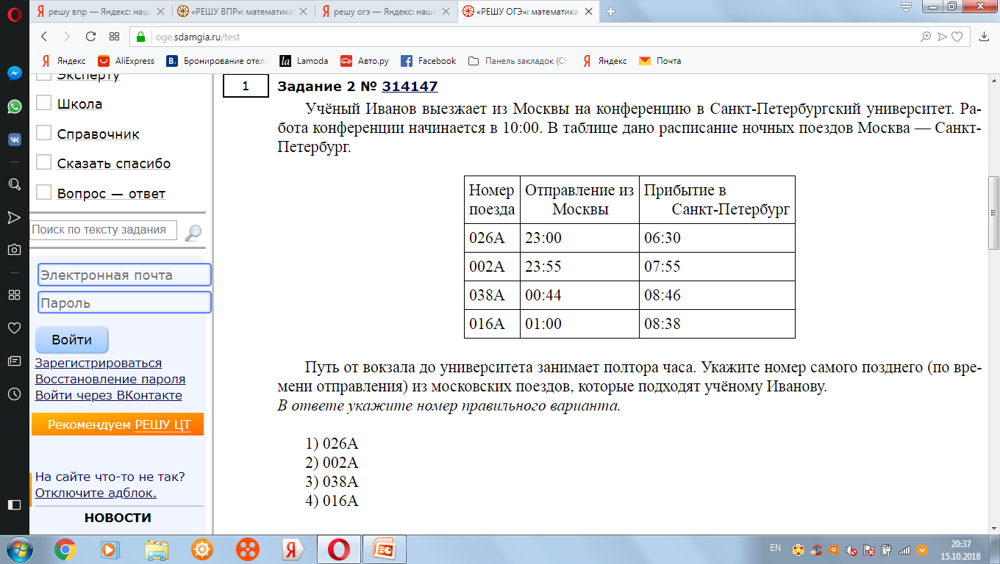 решу впр — Яндекс: наш
«РЕШУ ВПР»: математика
решу огэ — Яндекс: нашл
«РЕШУ ОГЭ»: математика
oge.sdamgia.ru/test
Яндекс
AliExpress
Бронирование отеле
Lamoda
Авто.ру
Facebook
Панель закладок (Ch
Яндекс
Почта
Эксперту
Школа
Справочник
Сказать спасибо
Вопрос — ответ
Поиск по тексту задания
Электронная почта
Пароль
Войти
Зарегистрироваться
Восстановление пароля
Войти через ВКонтакте
Рекомендуем РЕШУ ЦТ
На сайте что-то не так?
Отключите адблок.
НОВОСТИ
1
Задание 2 № 314147
Учёный Иванов выезжает из Москвы на конференцию в Санкт-Петербургский университет. Ра-
бота конференции начинается в 10:00. В таблице дано расписание ночных поездов Москва — Санкт-
Петербург.
Номер поезда Отправление из Москвы Прибытие в Санкт-Петербург
026А 23:00 06:30
002А 23:55 07:55
038А 00:44 08:46
016А 01:00 08:38
Путь от вокзала до университета занимает полтора часа. Укажите номер самого позднего (по вре-
мени отправления) из московских поездов, которые подходят учёному Иванову.
В ответе укажите номер правильного варианта.
1) 026А
2) 002А
3) 038А
4) 016А
EN
20:37
15.10.2018